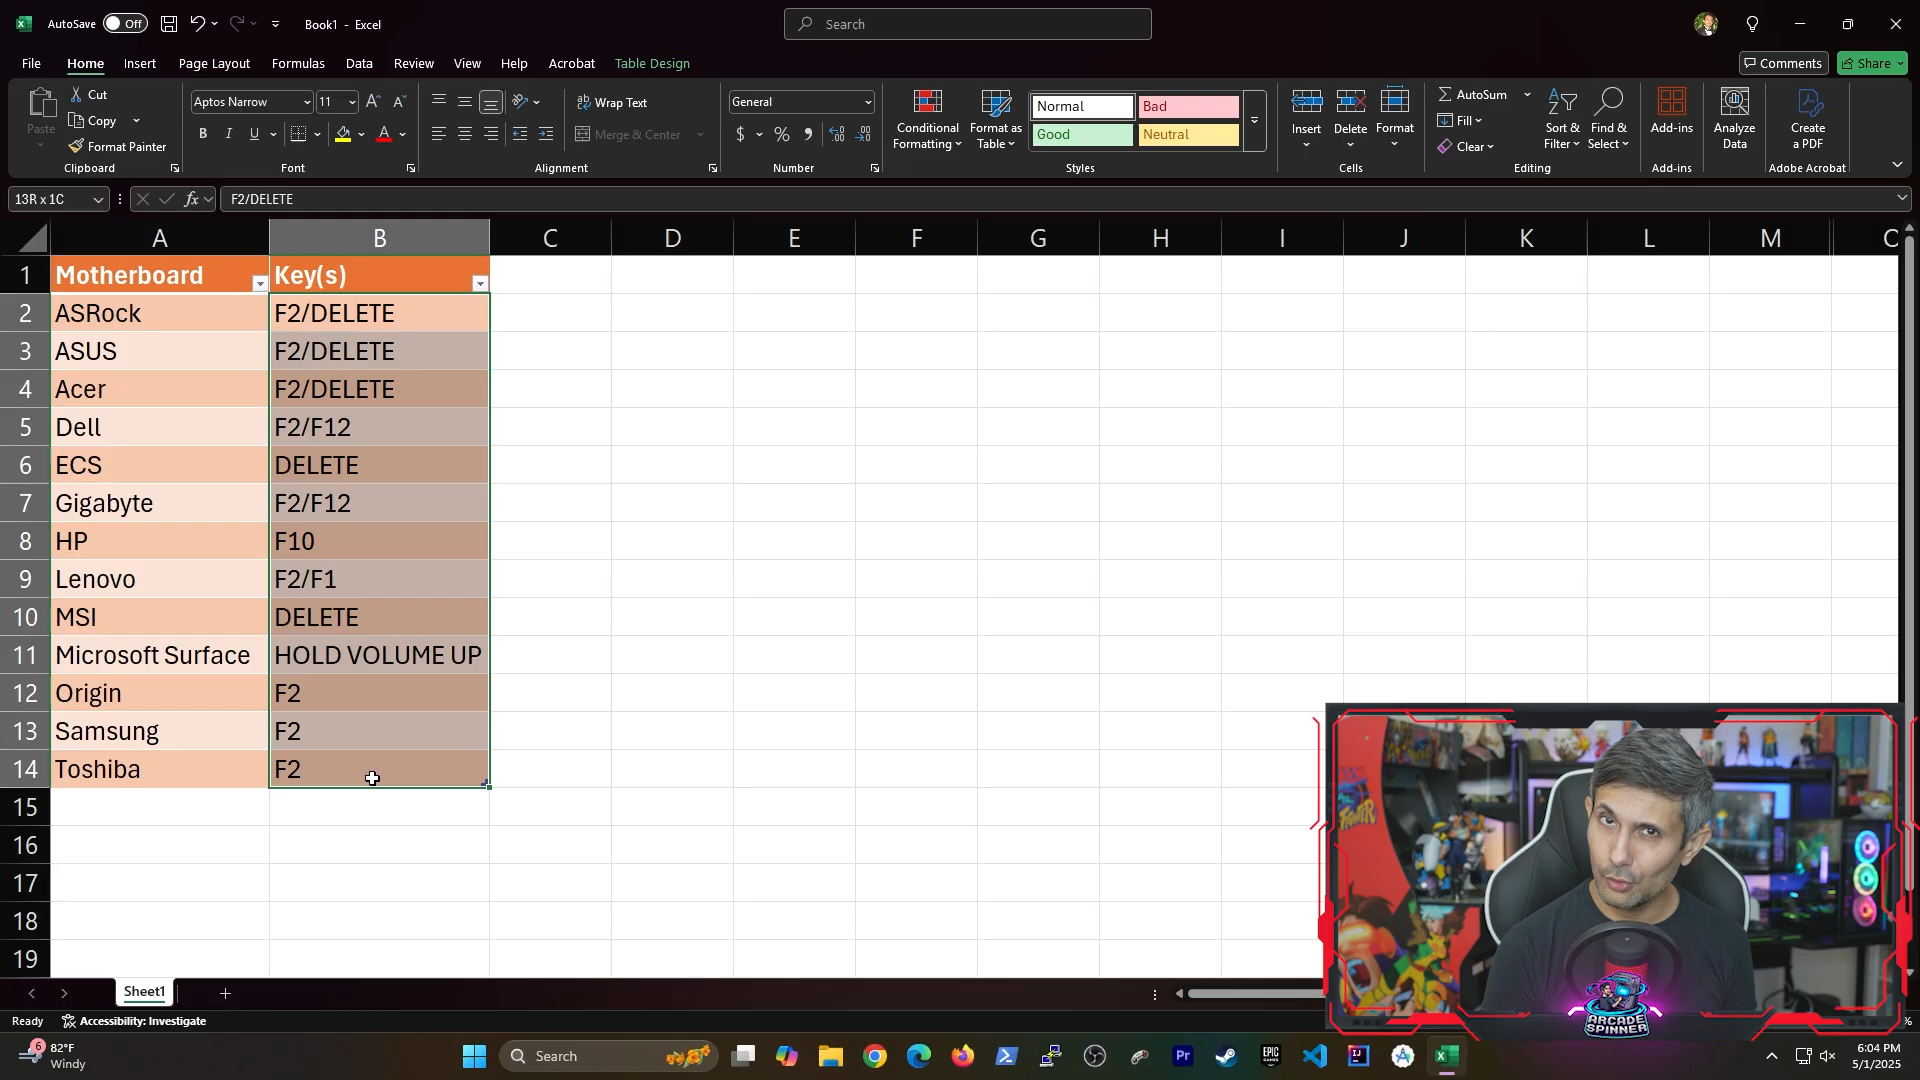 AutoSave Off Book1 - Excel Search
File Home Insert Page Layout Formulas Data Review View Help Acrobat Table Design Comments Share
Paste Cut Copy Format Painter Clipboard
Aptos Narrow 11 B I U A Font
Wrap Text Merge & Center Alignment
General $ % Number
Conditional Formatting Format as Table Normal Bad Good Neutral Styles
Insert Delete Format Cells
AutoSum Fill Clear Sort & Filter Find & Select Editing
Add-ins Add-ins
Analyze Data
Create a PDF Adobe Acrobat
13R x 1C fx F2/DELETE
A B C D E F G H I J K L M
1 Motherboard Key(s)
2 ASRock F2/DELETE
3 ASUS F2/DELETE
4 Acer F2/DELETE
5 Dell F2/F12
6 ECS DELETE
7 Gigabyte F2/F12
8 HP F10
9 Lenovo F2/F1
10 MSI DELETE
11 Microsoft Surface HOLD VOLUME UP
12 Origin F2
13 Samsung F2
14 Toshiba F2
15
16
17
18
19
ARCADE
SPINNER
Sheet1
Ready Accessibility: Investigate
6 82°F
Windy
Search Pr EPIC GAMES IJ
6:04 PM
5/1/2025